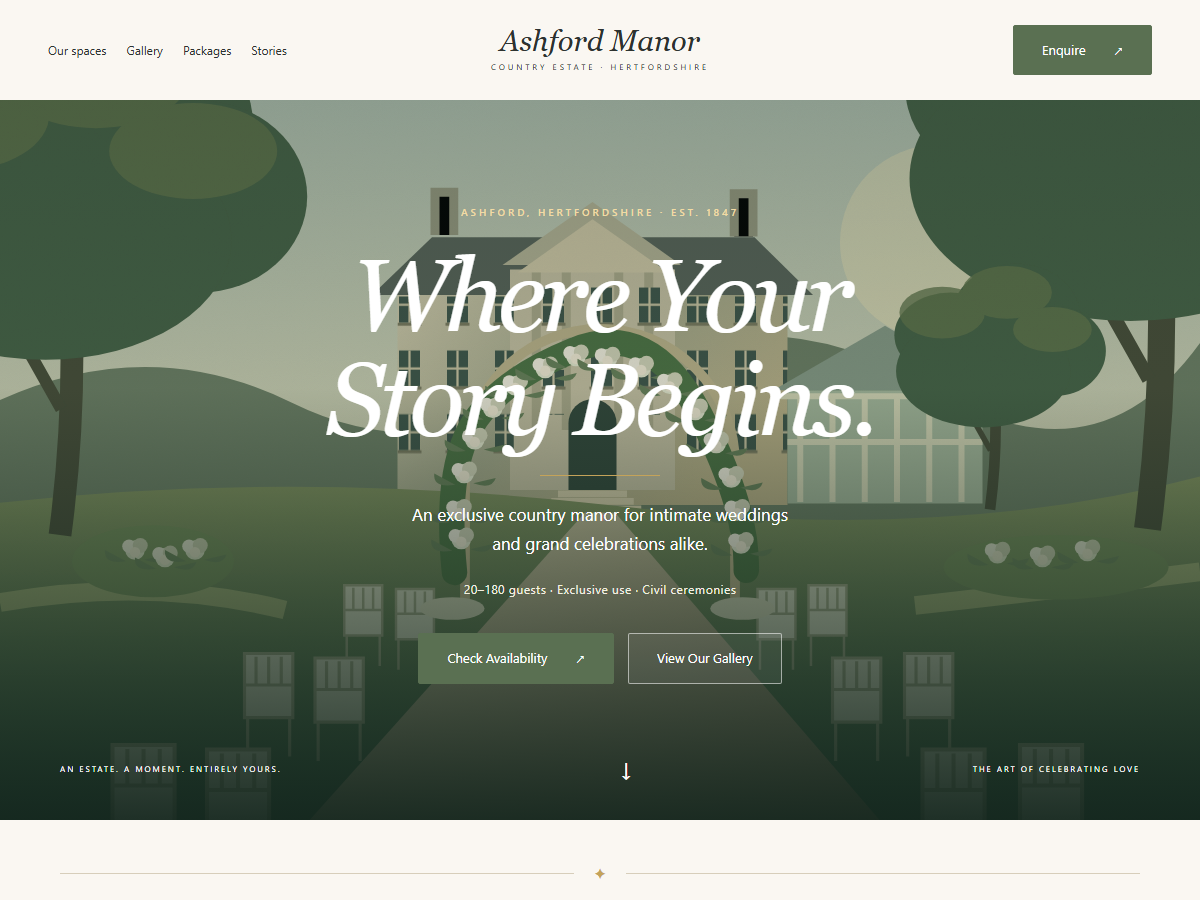 Our spaces Gallery Packages Stories
Ashford Manor
COUNTRY ESTATE · HERTFORDSHIRE
Enquire ↗
ASHFORD, HERTFORDSHIRE · EST. 1847
Where Your
Story Begins.
An exclusive country manor for intimate weddings
and grand celebrations alike.
20–180 guests · Exclusive use · Civil ceremonies
Check Availability ↗
View Our Gallery
AN ESTATE. A MOMENT. ENTIRELY YOURS.
↓
THE ART OF CELEBRATING LOVE